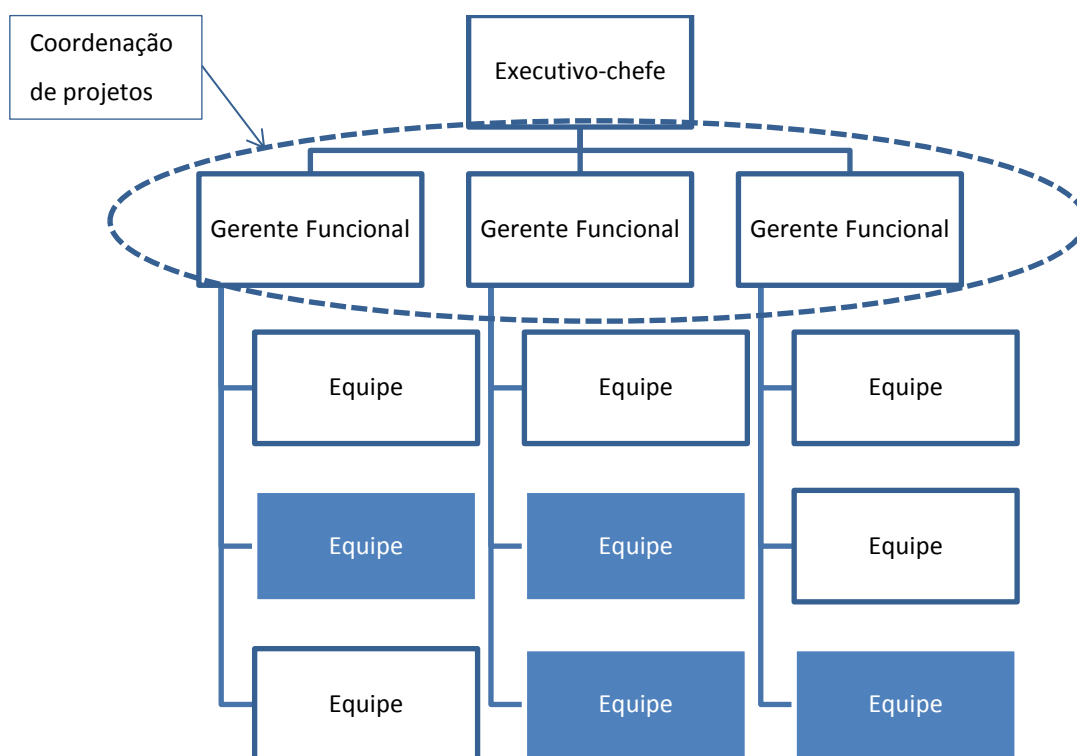 Coordenação
de projetos
Executivo-chefe
Gerente Funcional
Gerente Funcional
Gerente Funcional
Equipe
Equipe
Equipe
Equipe
Equipe
Equipe
Equipe
Equipe
Equipe